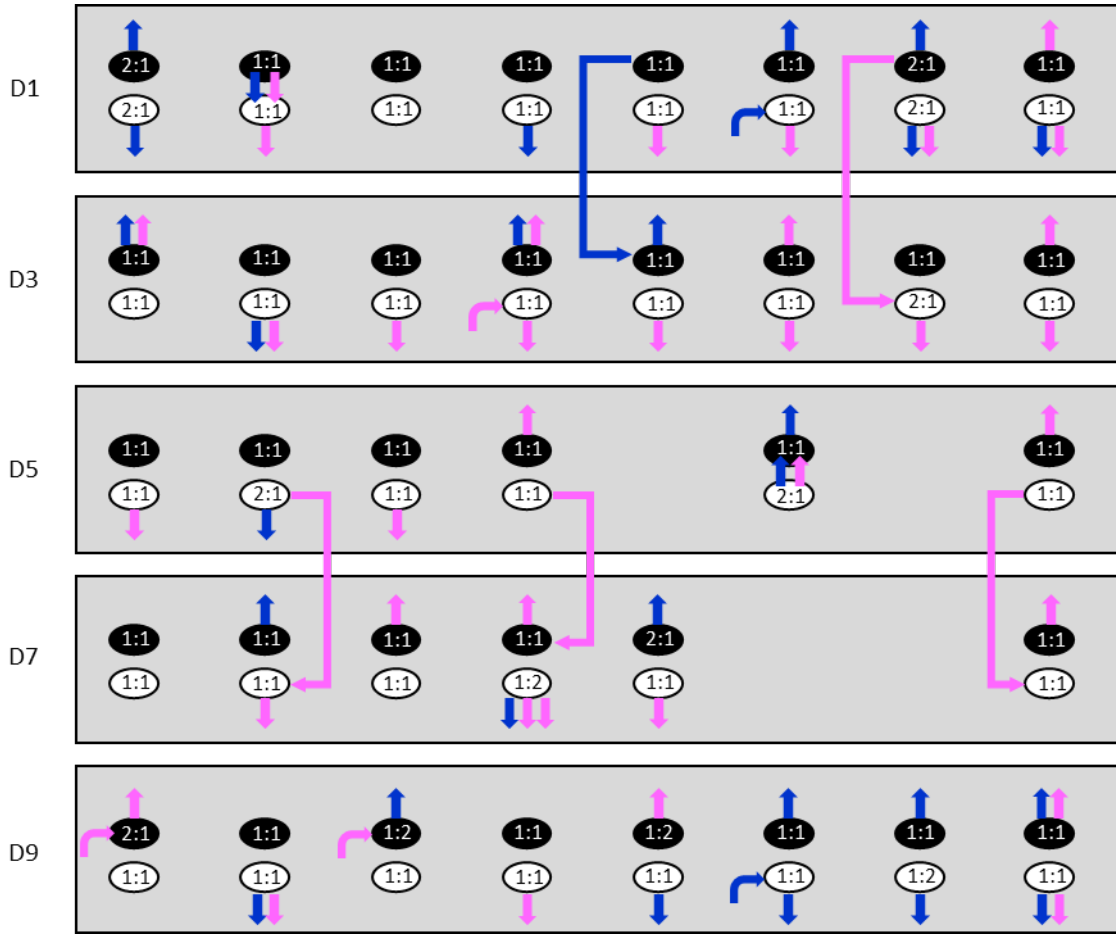 2:1 1:1 1:1 1:1 1:1 1:1 2:1 1:1
D1
2:1 1:1 1:1 1:1 1:1 1:1 2:1 1:1
1:1 1:1 1:1 1:1 1:1 1:1 1:1 1:1
D3
1:1 1:1 1:1 1:1 1:1 1:1 2:1 1:1
1:1 1:1 1:1 1:1 1:1 1:1
D5
1:1 2:1 1:1 1:1 2:1 1:1
1:1 1:1 1:1 1:1 2:1 1:1
D7
1:1 1:1 1:1 1:2 1:1 1:1
2:1 1:1 1:2 1:1 1:2 1:1 1:1 1:1
D9
1:1 1:1 1:1 1:1 1:1 1:1 1:2 1:1